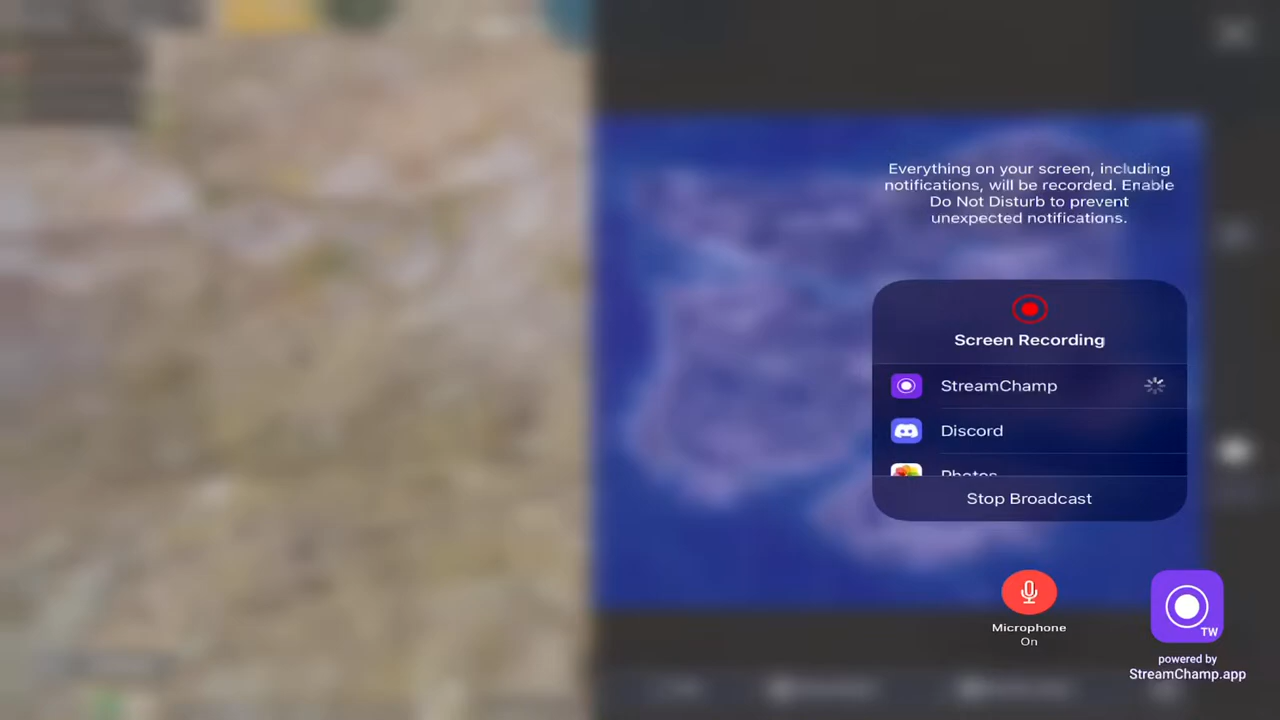 Everything on your screen, including
notifications, will be recorded. Enable
Do Not Disturb to prevent
unexpected notifications.
Screen Recording
StreamChamp
Discord
Photos
Stop Broadcast
Microphone
On
TW
powered by
StreamChamp.app